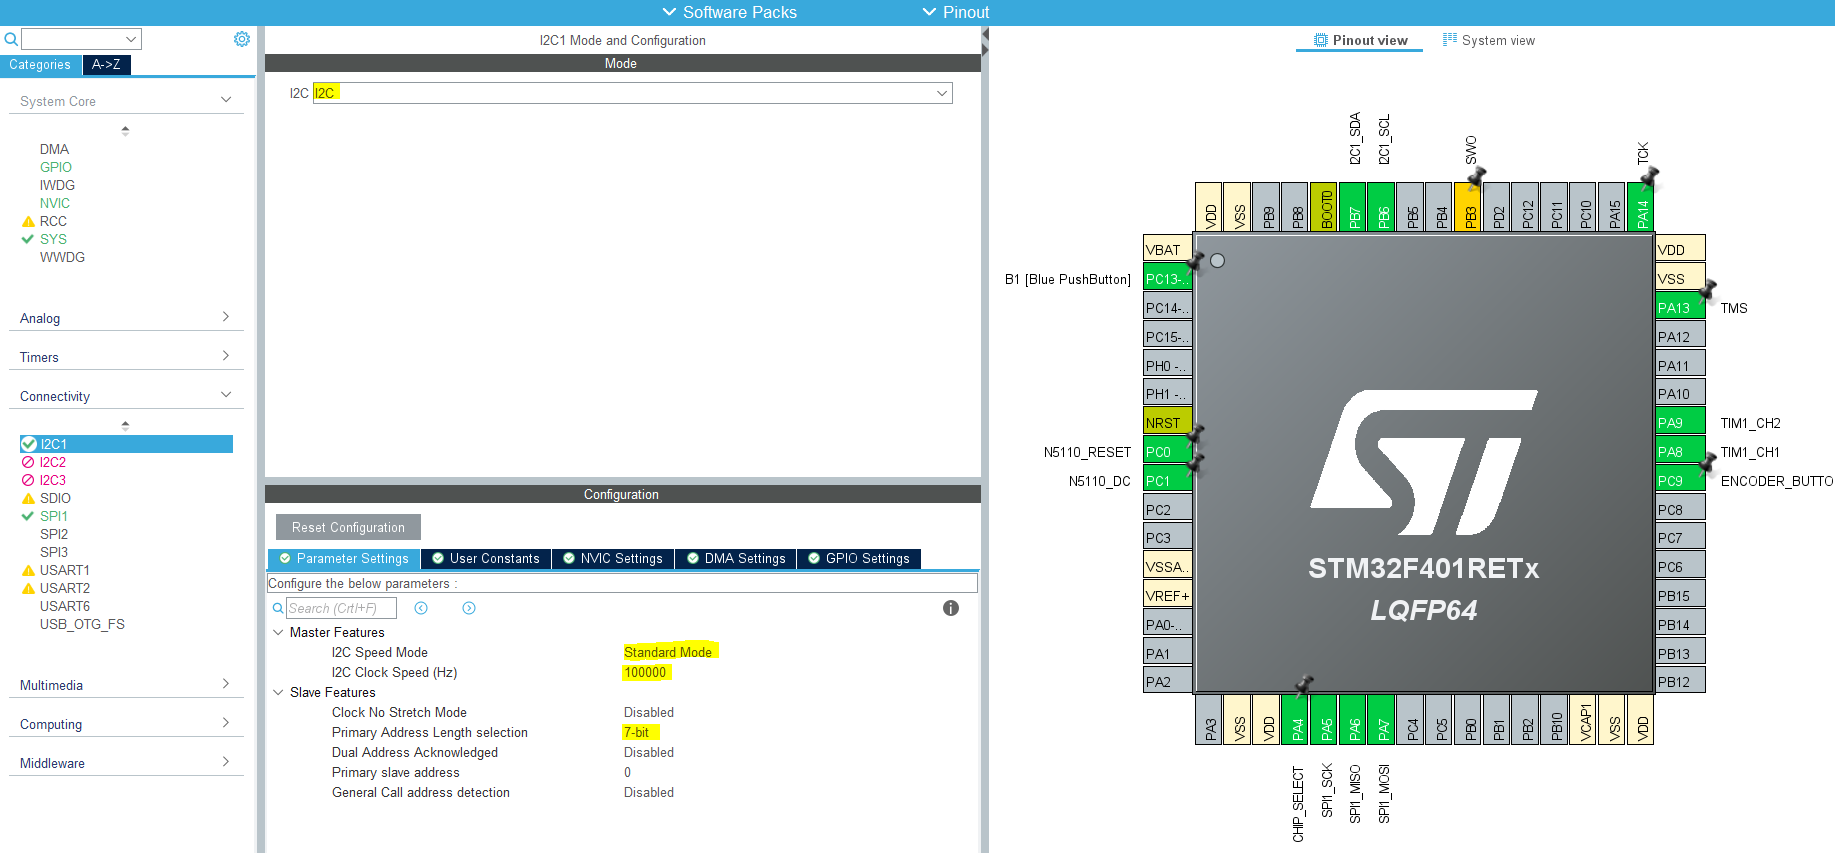 Software Packs
Pinout
Categories
A->Z
System Core
DMA
GPIO
IWDG
NVIC
RCC
SYS
WWDG
Analog
Timers
Connectivity
I2C1
I2C2
I2C3
SDIO
SPI1
SPI2
SPI3
USART1
USART2
USART6
USB_OTG_FS
Multimedia
Computing
Middleware
I2C1 Mode and Configuration
Mode
I2C I2C
Configuration
Reset Configuration
Parameter Settings
User Constants
NVIC Settings
DMA Settings
GPIO Settings
Configure the below parameters :
Search (Crtl+F)
Master Features
I2C Speed Mode Standard Mode
I2C Clock Speed (Hz) 100000
Slave Features
Clock No Stretch Mode Disabled
Primary Address Length selection 7-bit
Dual Address Acknowledged Disabled
Primary slave address 0
General Call address detection Disabled
Pinout view
System view
I2C1_SDA
I2C1_SCL
SWO
TCK
VDD
VSS
PB9
PB8
BOOT0
PB7
PB6
PB5
PB4
PB3
PD2
PC12
PC11
PC10
PA15
PA14
VBAT
B1 [Blue PushButton] PC13-..
PC14-..
PC15-..
PH0 -..
PH1 -..
NRST
N5110_RESET PC0
N5110_DC PC1
PC2
PC3
VSSA..
VREF+
PA0-..
PA1
PA2
VDD
VSS
PA13 TMS
PA12
PA11
PA10
PA9 TIM1_CH2
PA8 TIM1_CH1
PC9 ENCODER_BUTTO
PC8
PC7
PC6
PB15
PB14
PB13
PB12
ST
STM32F401RETx
LQFP64
PA3
VSS
VDD
PA4
PA5
PA6
PA7
PC4
PC5
PB0
PB1
PB2
PB10
VCAP1
VSS
VDD
CHIP_SELECT
SPI1_SCK
SPI1_MISO
SPI1_MOSI